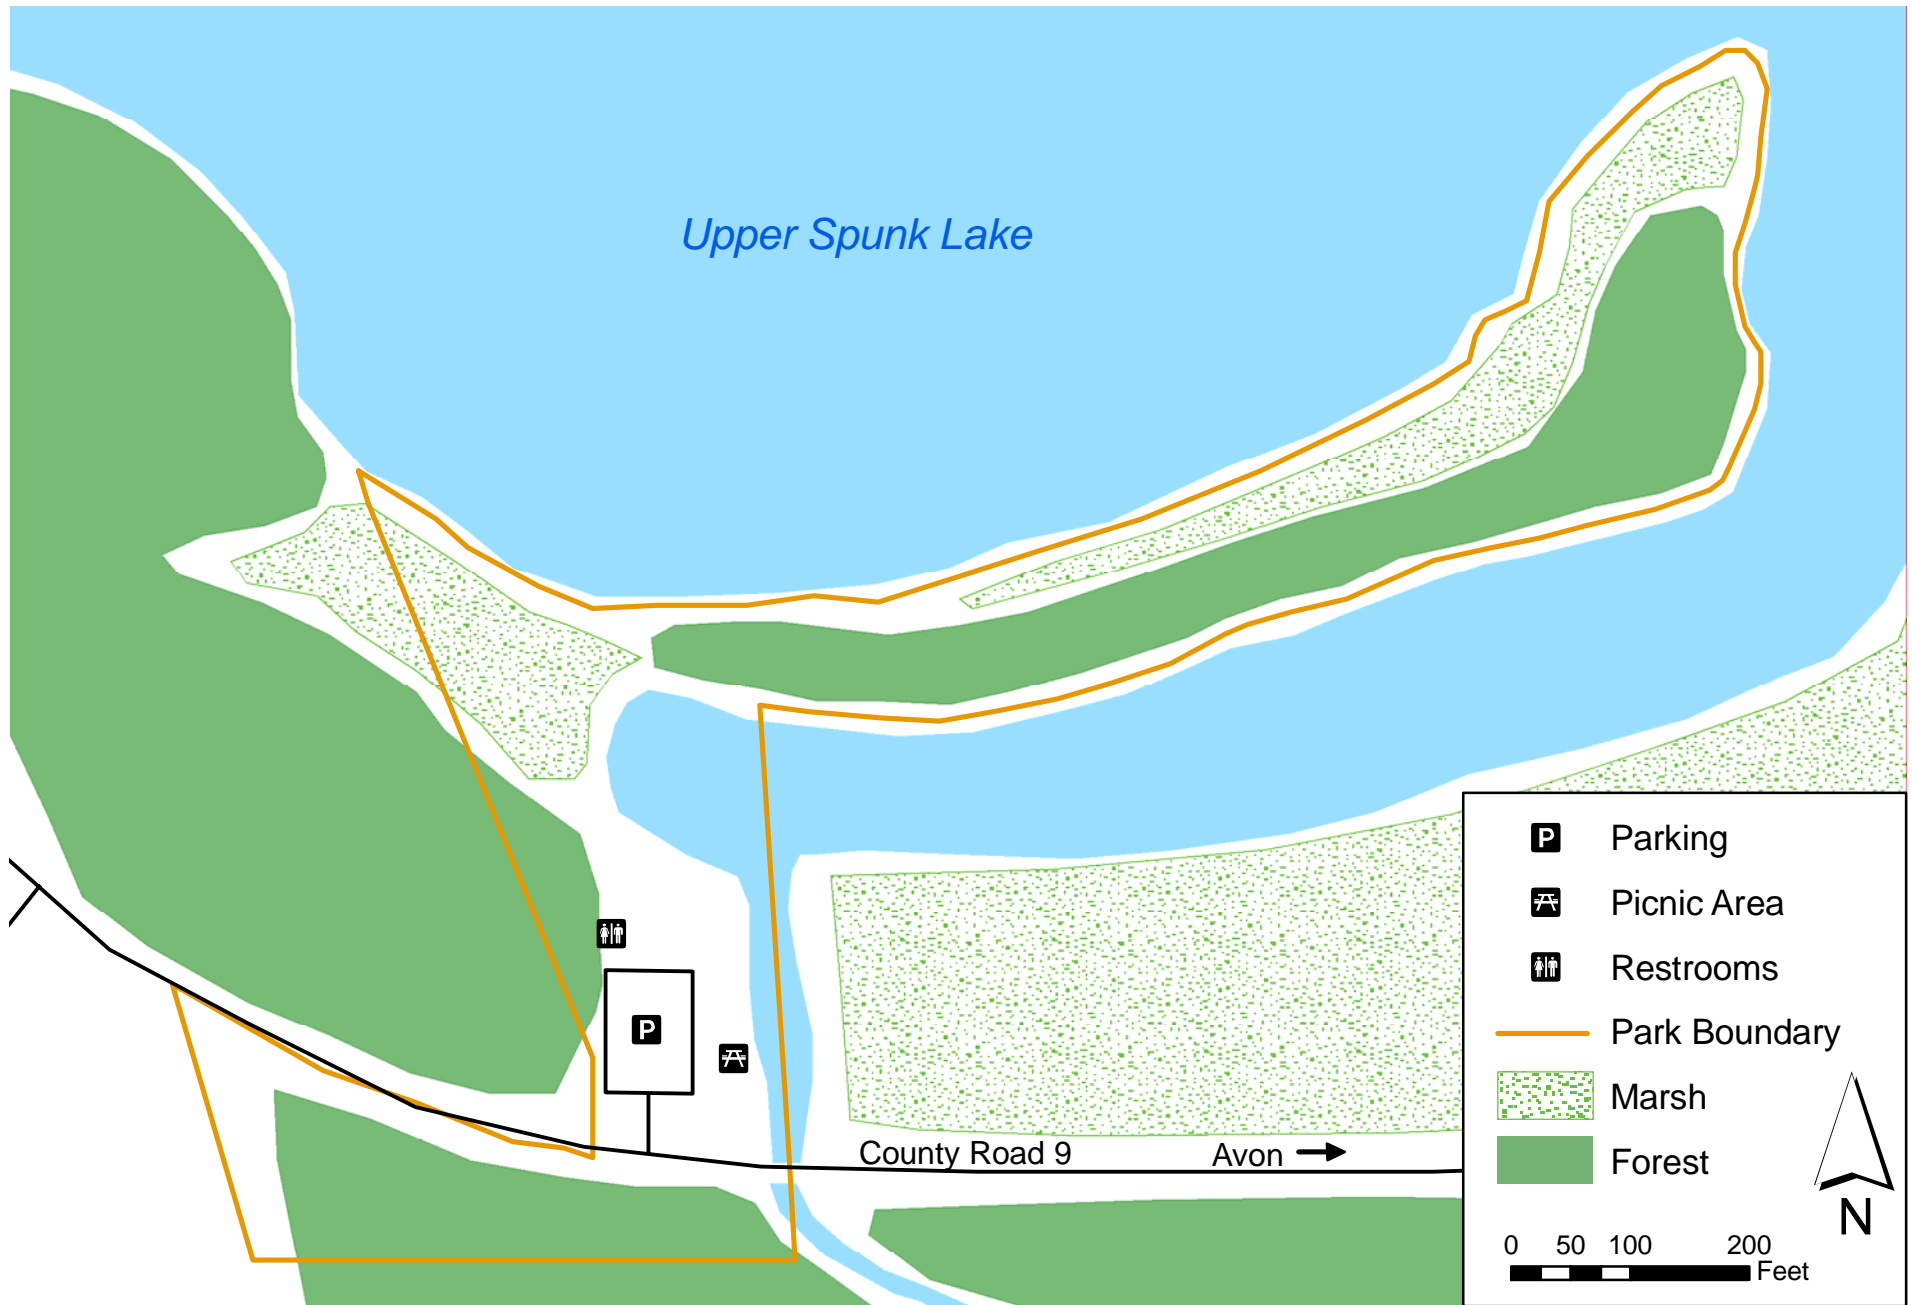 Upper Spunk Lake
P
County Road 9
Avon
P Parking
Picnic Area
Restrooms
Park Boundary
Marsh
Forest
N
0 50 100 200
Feet